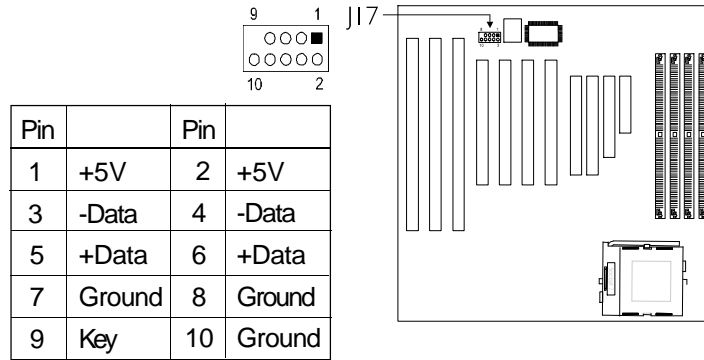 9 1
10 2
J17
Pin Pin
1 +5V 2 +5V
3 -Data 4 -Data
5 +Data 6 +Data
7 Ground 8 Ground
9 Key 10 Ground